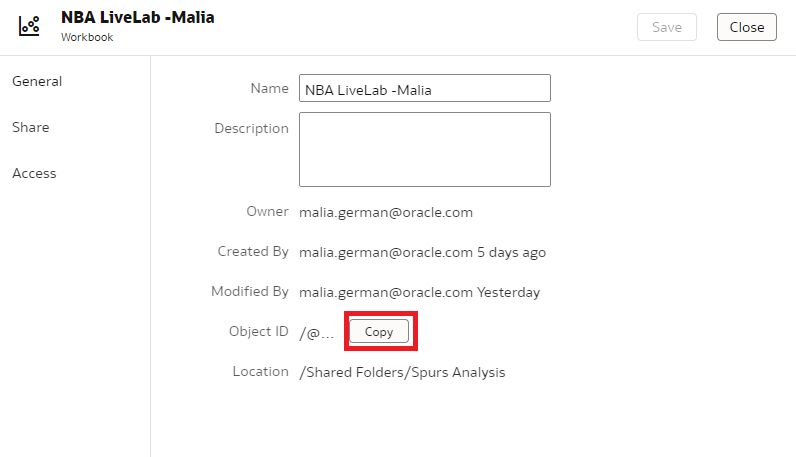 NBA LiveLab -Malia
Workbook
Save
Close
General
Share
Access
Name NBA LiveLab -Malia
Description
Owner malia.german@oracle.com
Created By malia.german@oracle.com 5 days ago
Modified By malia.german@oracle.com Yesterday
Object ID /@... Copy
Location /Shared Folders/Spurs Analysis